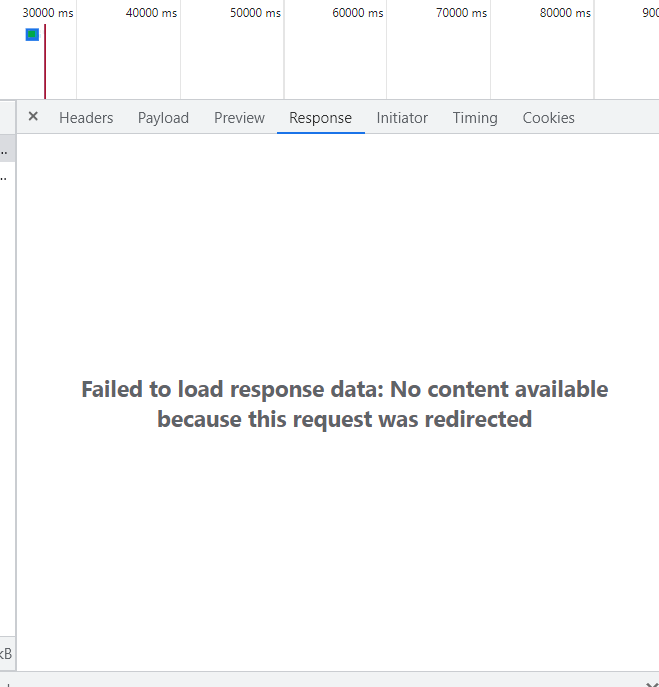 30000 ms 40000 ms 50000 ms 60000 ms 70000 ms 80000 ms
Headers Payload Preview Response Initiator Timing Cookies
Failed to load response data: No content available
because this request was redirected
kB